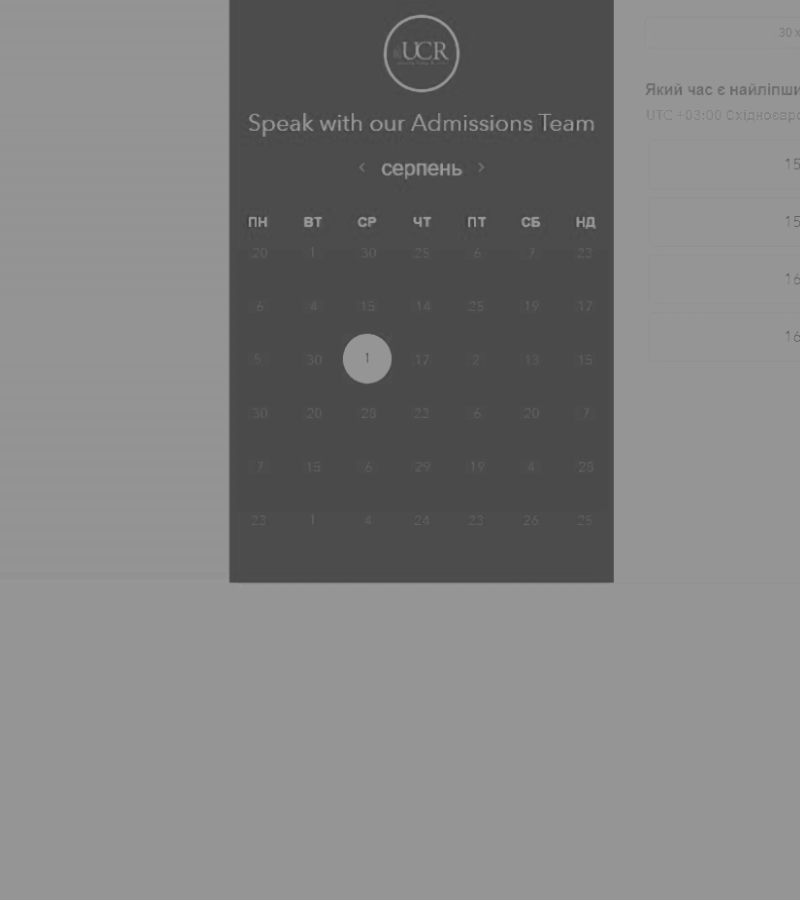 UCR
Speak with our Admissions Team
< серпень >
ПН ВТ СР ЧТ ПТ СБ НД
20 1 30 25 6 7 23
6 4 15 14 25 19 17
5 30 1 17 2 13 15
30 20 28 22 6 20 7
7 15 6 29 19 4 28
23 1 4 24 23 26 25
30 х
Який час є найліпши
UTC +03:00 Східноєвро
15
15
16
16